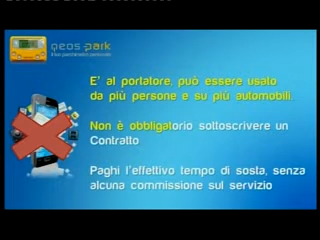 qeos park
E' al portatore, può essere usato
da più persone e su più automobili
Non è obbligatorio sottoscrivere un
Contratto
Paghi l'effettivo tempo di sosta, senza
alcuna commissione sul servizio